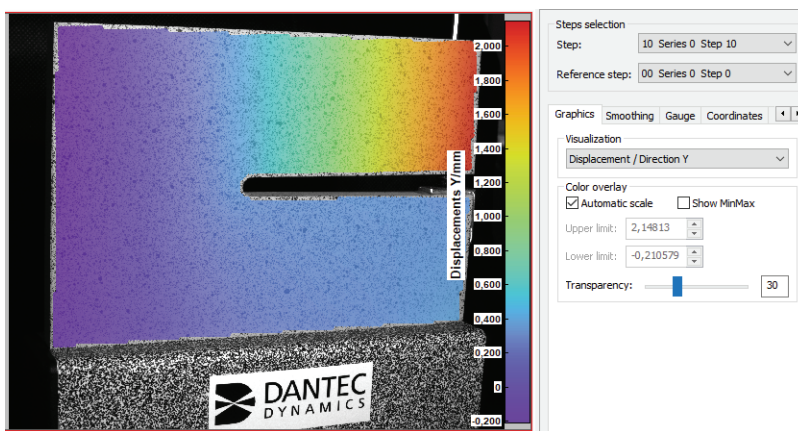 2,000
1,800
1,600
1,400
1,200
1,000
0,800
0,600
0,400
0,200
0
-0,200
Displacements Y/mm
DANTEC
DYNAMICS
Steps selection
Step: 10 Series 0 Step 10
Reference step: 00 Series 0 Step 0
Graphics Smoothing Gauge Coordinates
Visualization
Displacement / Direction Y
Color overlay
Automatic scale Show MinMax
Upper limit: 2,14813
Lower limit: -0,210579
Transparency: 30